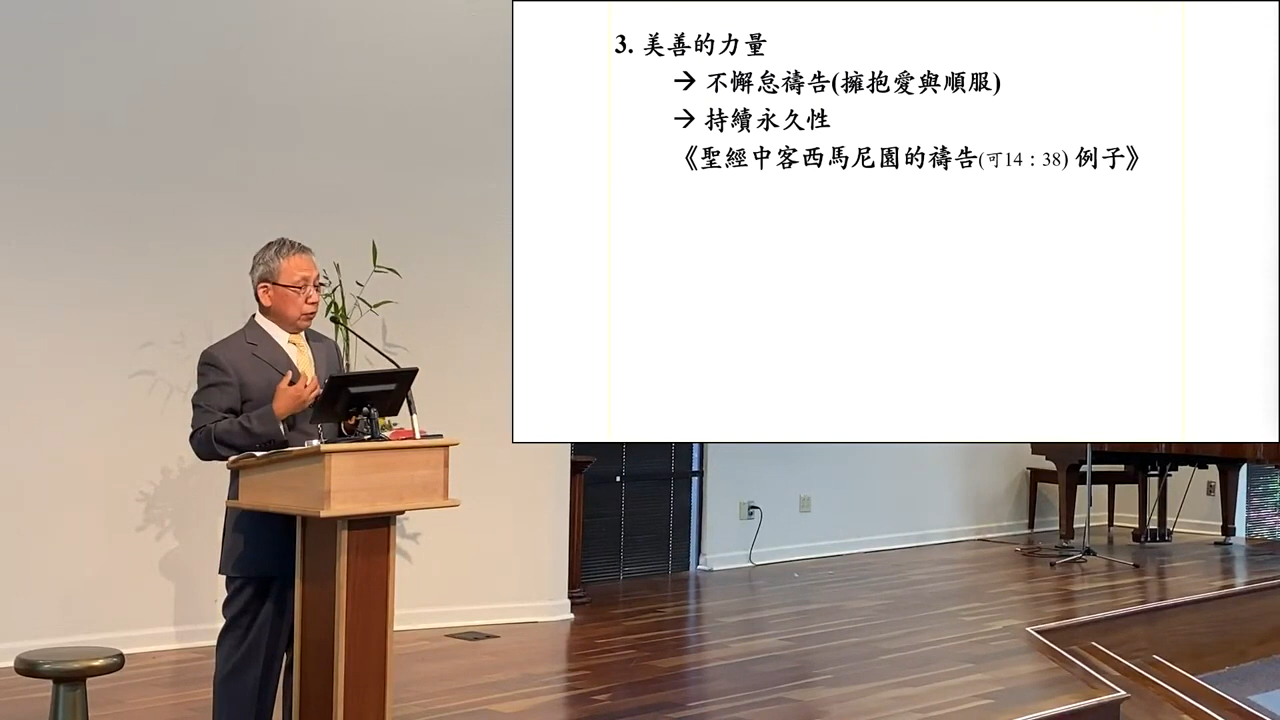 3. 美善的力量
→ 不懈怠禱告(擁抱愛與順服)
→ 持續永久性
《聖經中客西馬尼園的禱告(可14：38) 例子》